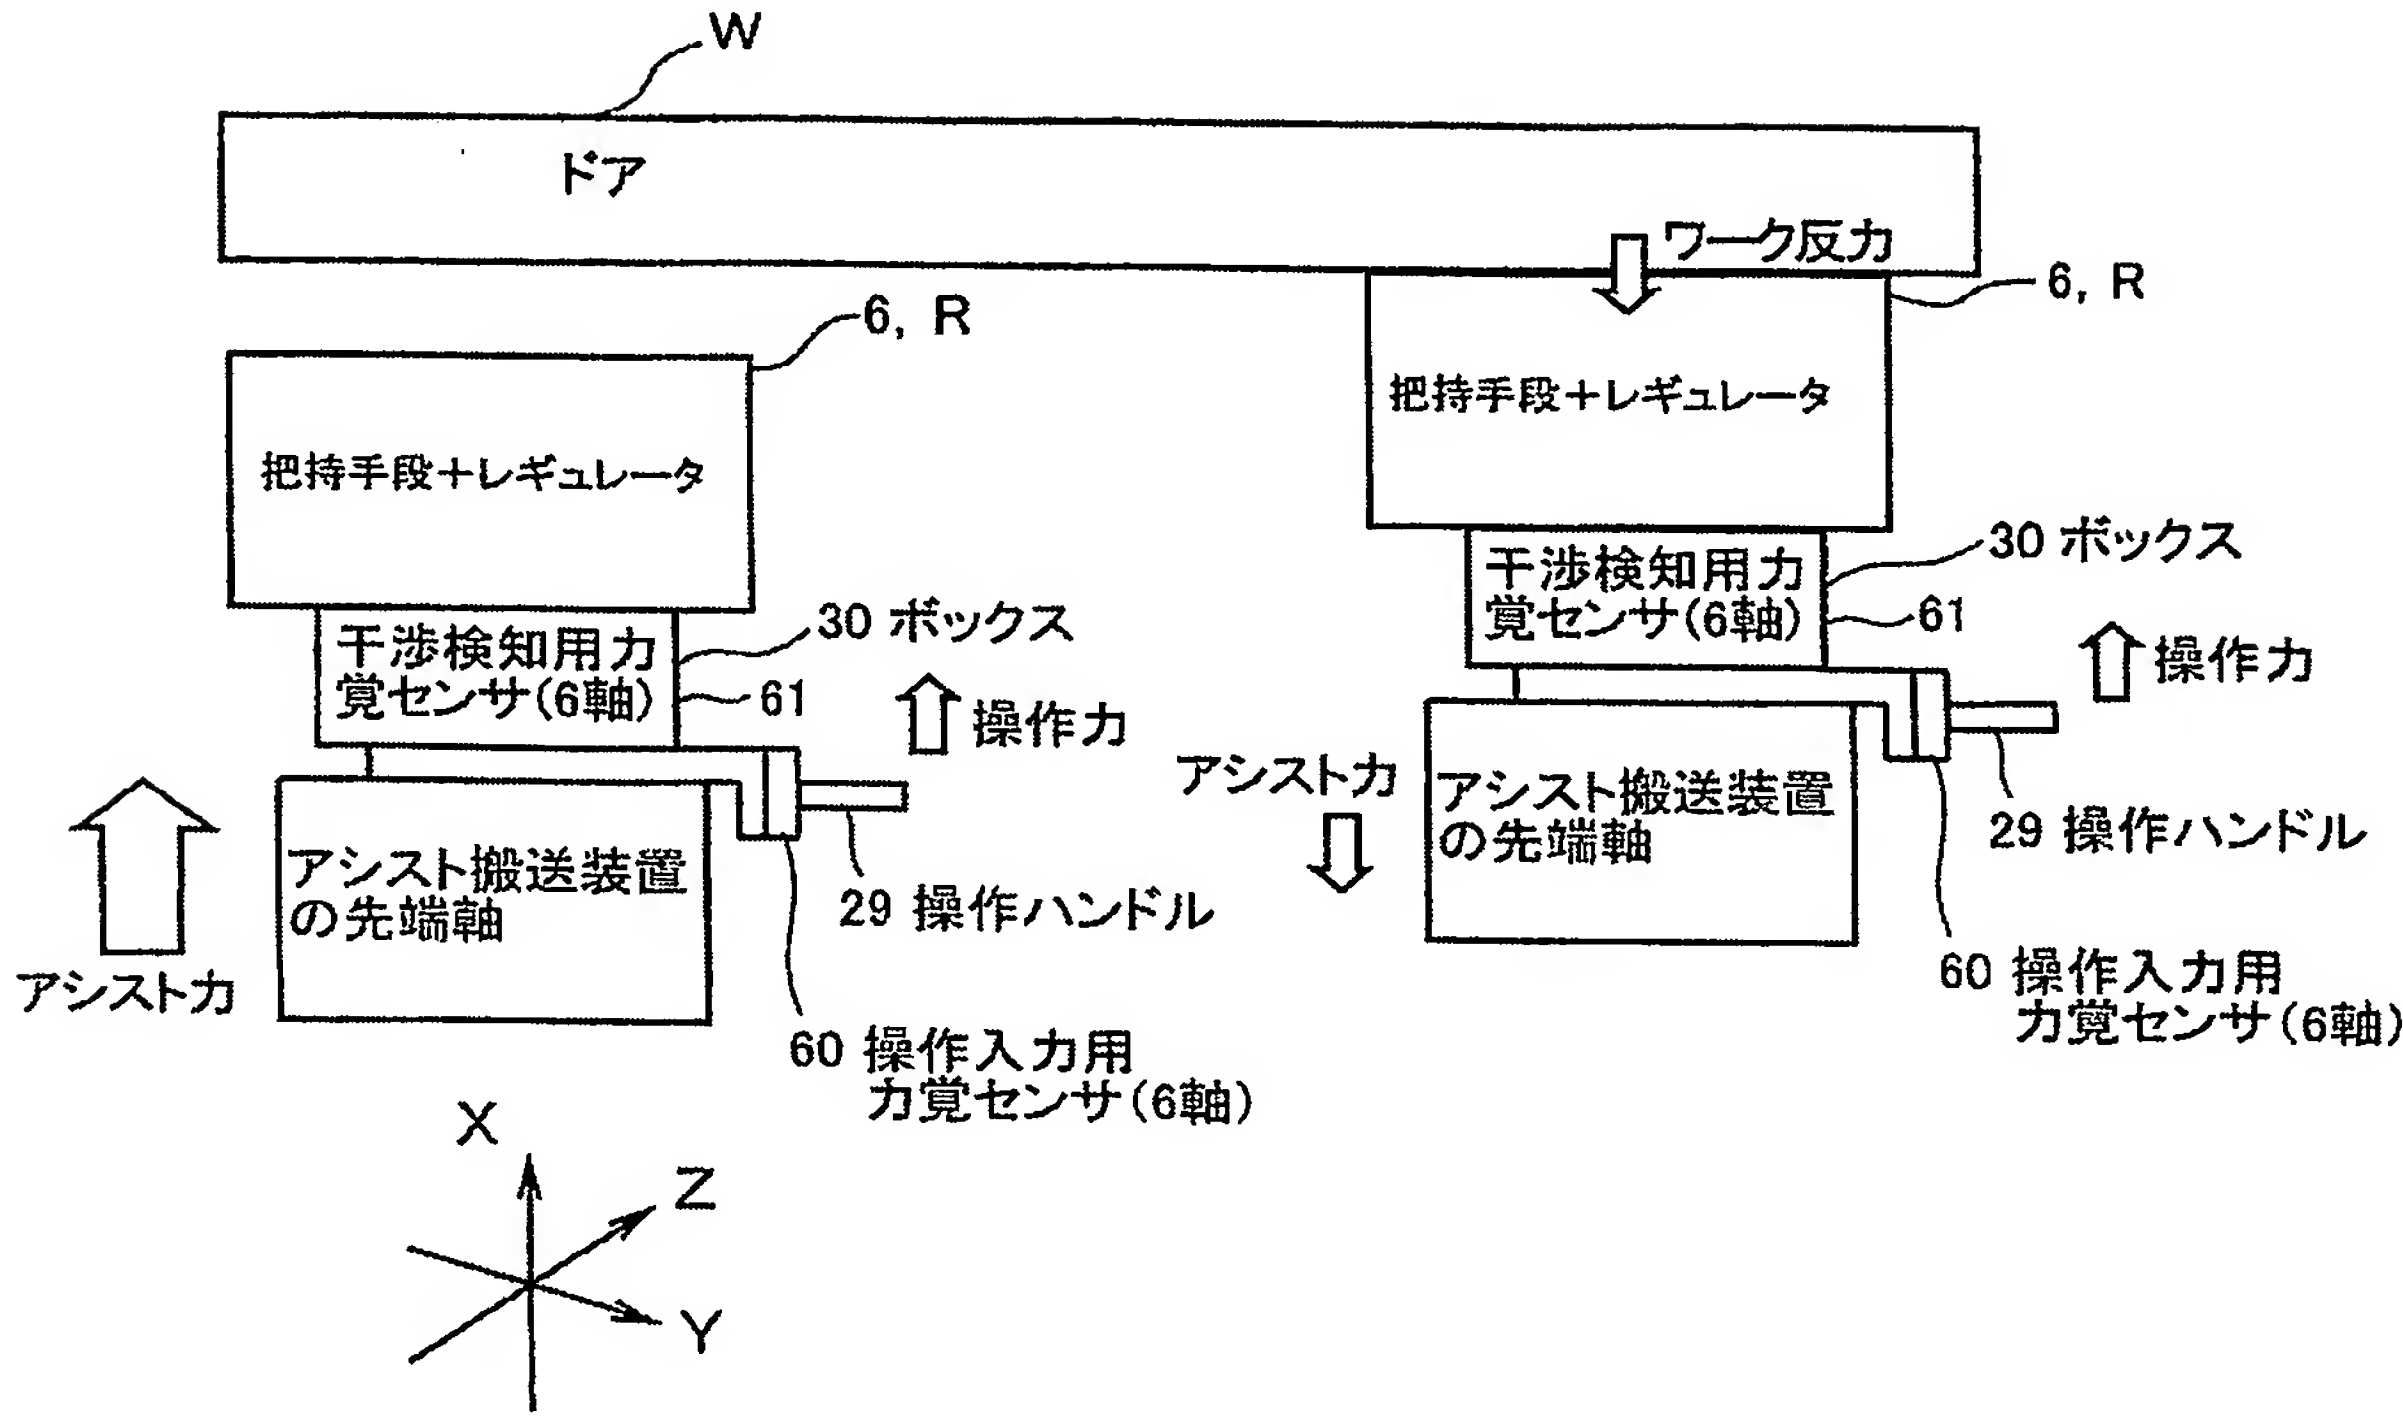 W
ドア
ワーク反力
6, R
把持手段+レギュレータ
干渉検知用力
覚センサ(6軸)
30 ボックス
61
操作力
アシスト力
アシスト搬送装置
の先端軸
29 操作ハンドル
60 操作入力用
力覚センサ(6軸)
6, R
把持手段+レギュレータ
干渉検知用力
覚センサ(6軸)
30 ボックス
61
操作力
アシスト力
アシスト搬送装置
の先端軸
29 操作ハンドル
60 操作入力用
力覚センサ(6軸)
X
Z
Y